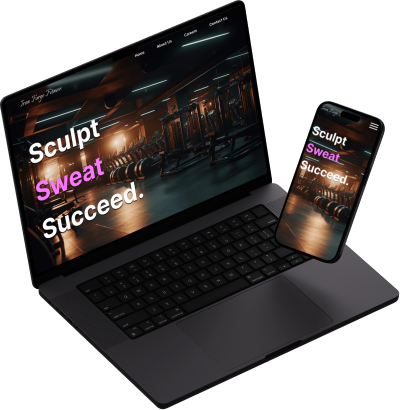 Iron Forge Fitness
Home
About Us
Careers
Contact Us
Sculpt
Sweat
Succeed.
Sculpt
Sweat
Succeed.